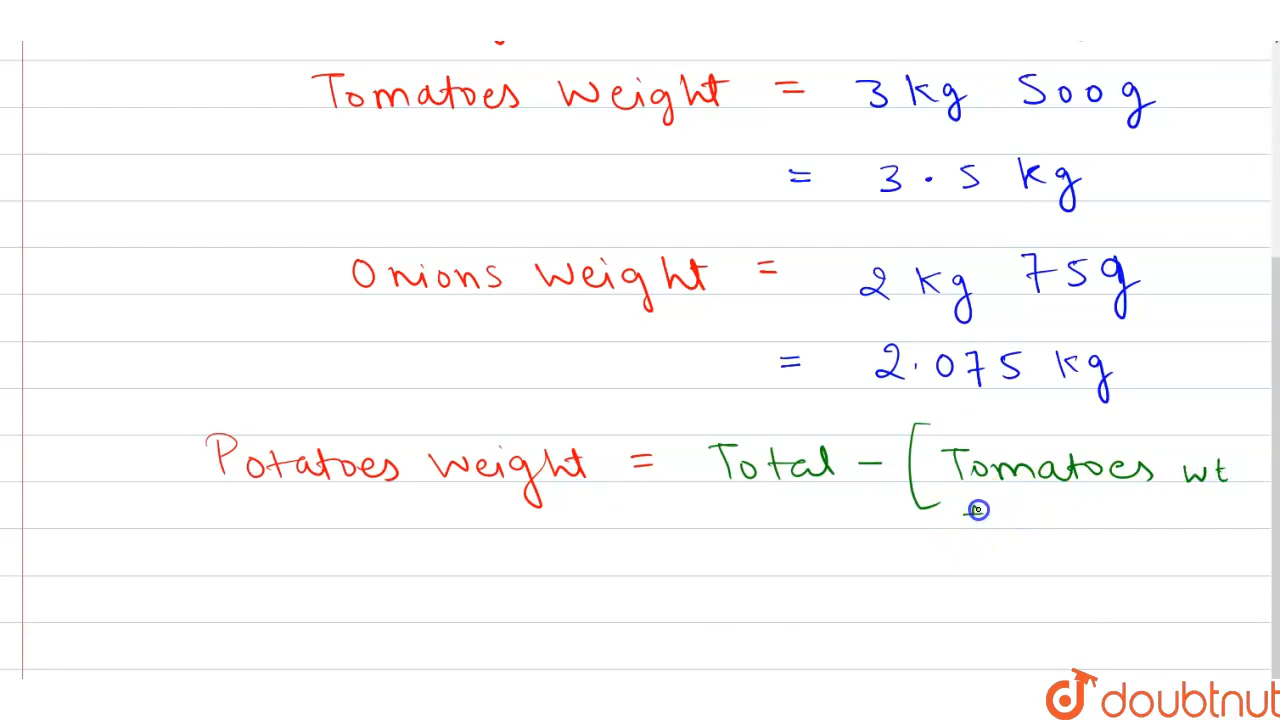 Tomatoes weight = 3 kg 500 g
= 3.5 kg
Onions weight = 2 kg 75 g
= 2.075 kg
Potatoes weight = Total - [Tomatoes wt
doubtnut